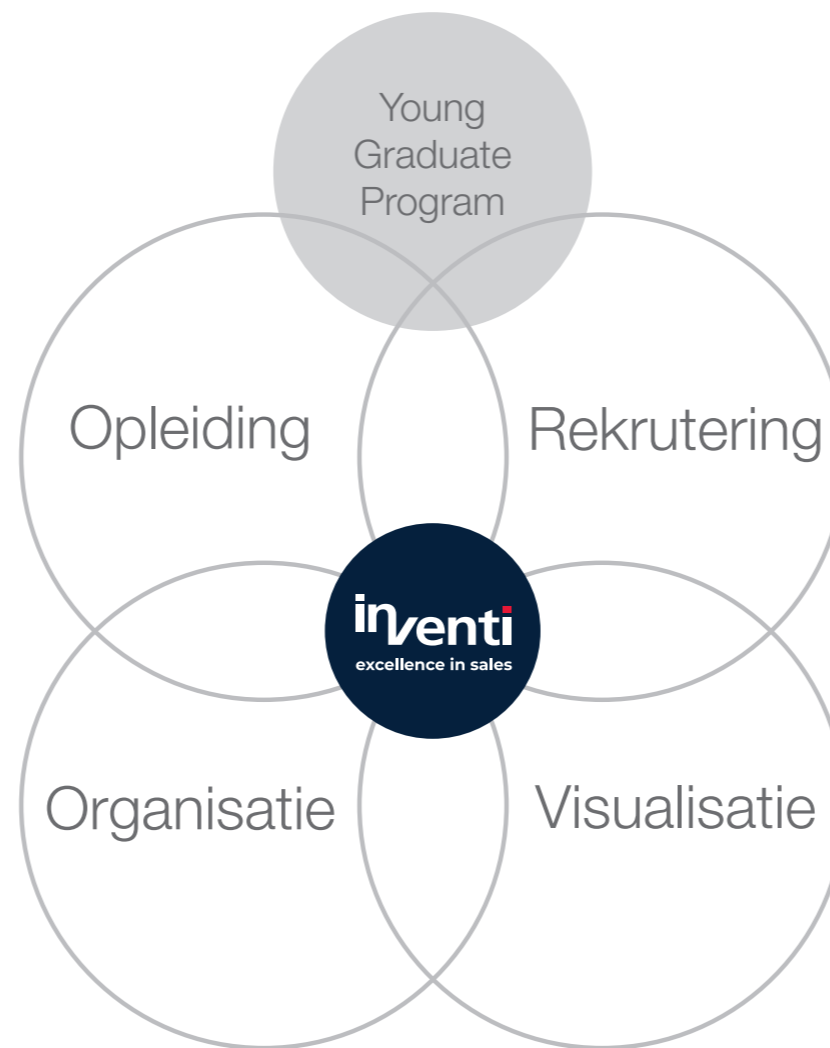 Young
Graduate
Program
Opleiding
Rekrutering
inventi
excellence in sales
Organisatie
Visualisatie